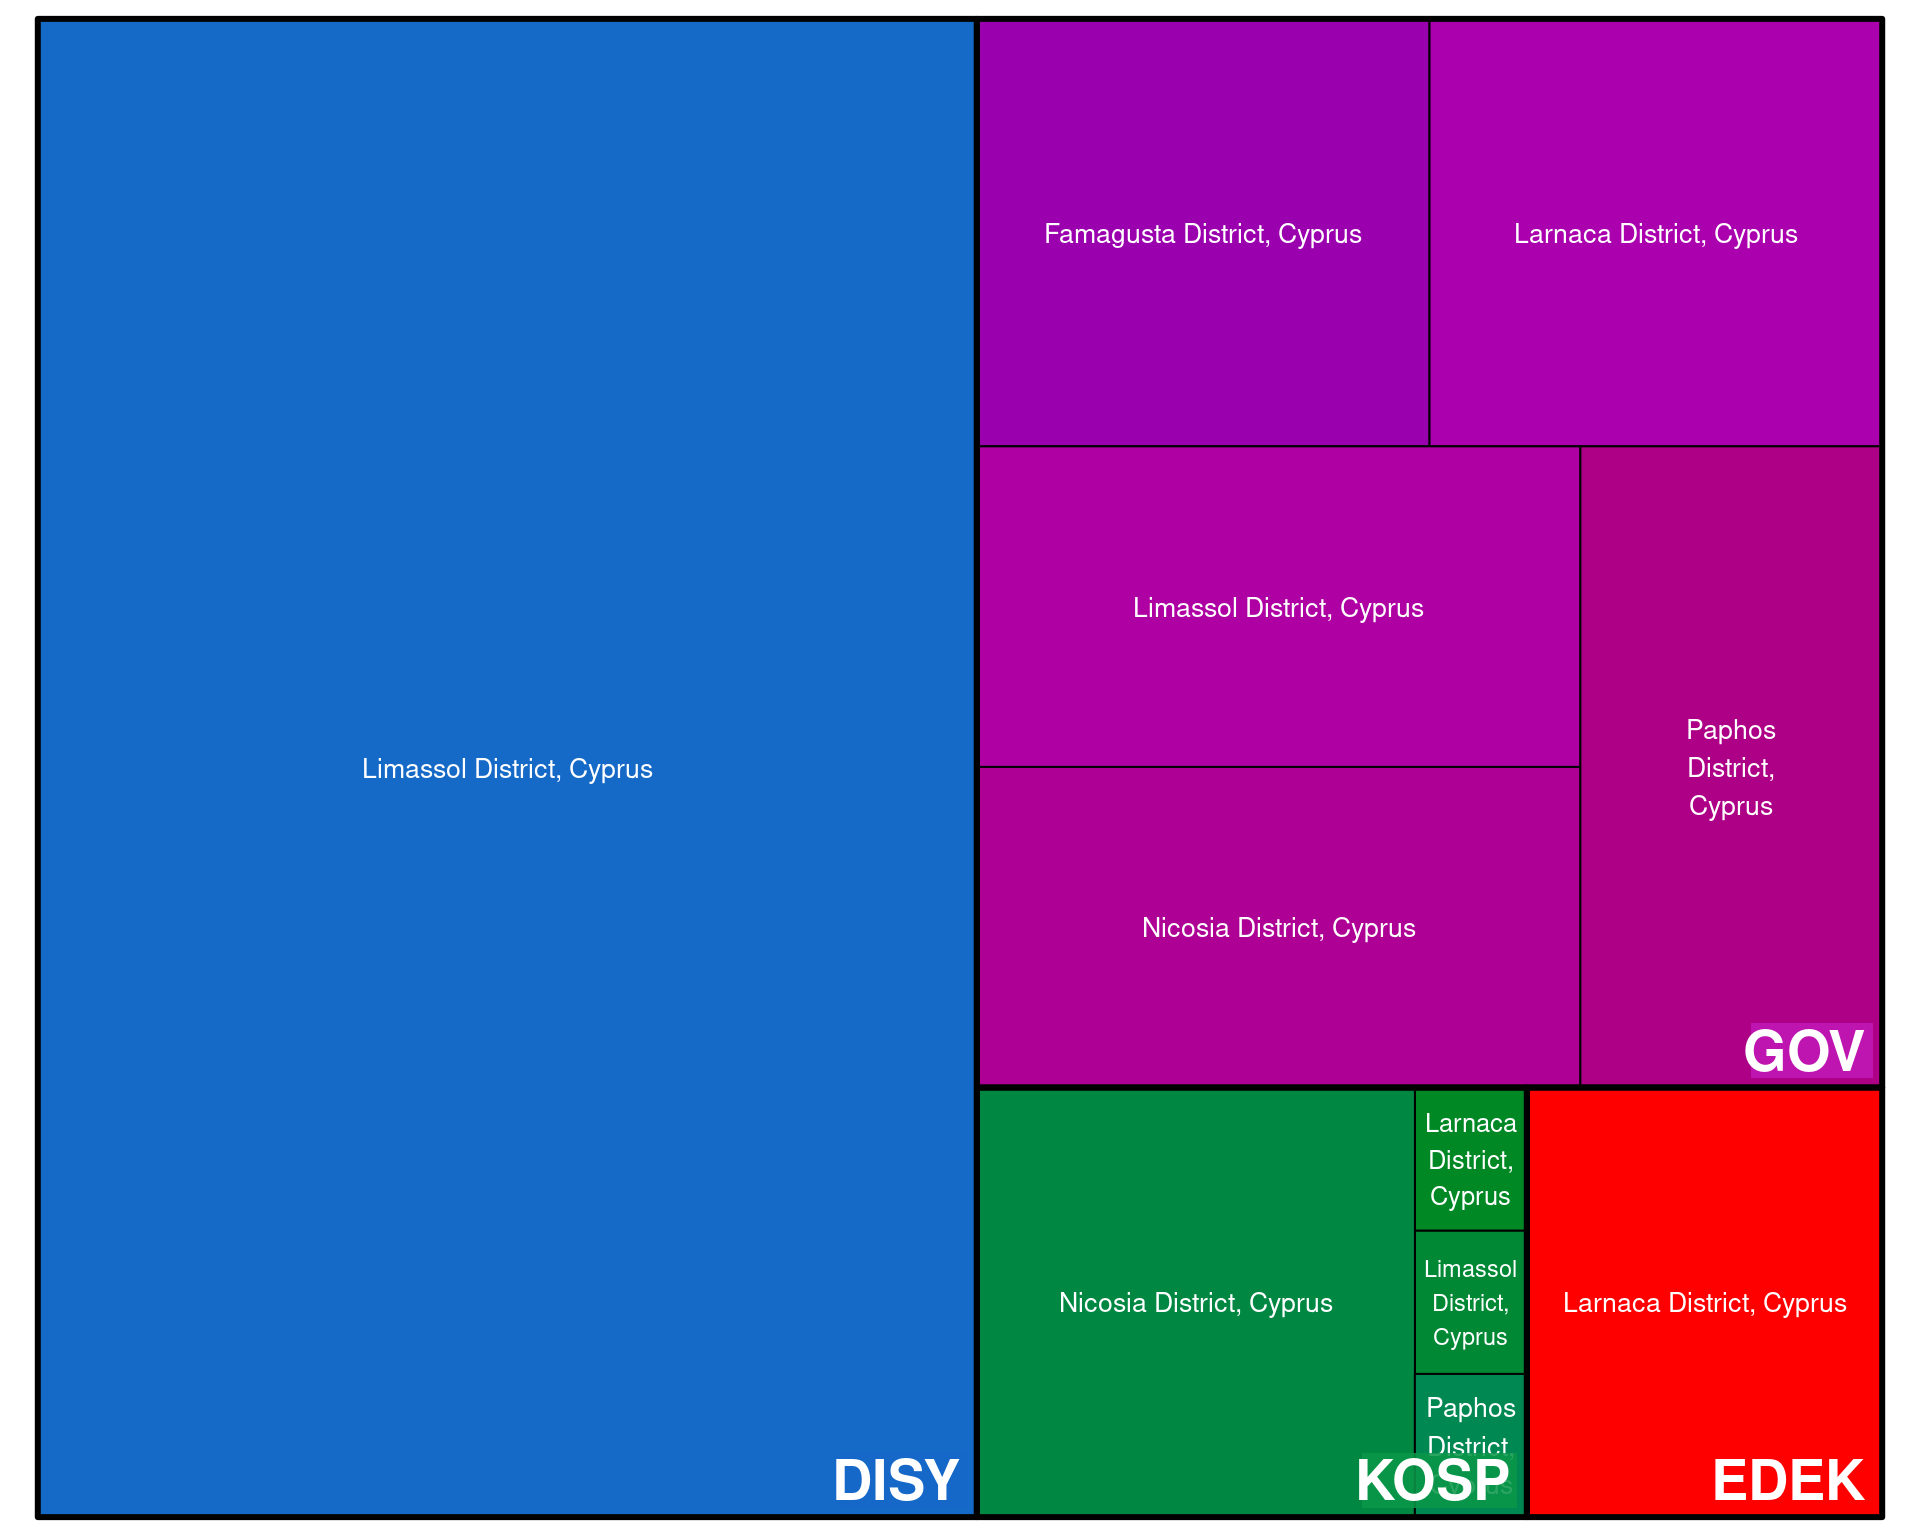 Limassol District, Cyprus
DISY
Famagusta District, Cyprus
Larnaca District, Cyprus
Limassol District, Cyprus
Nicosia District, Cyprus
Paphos
District,
Cyprus
GOV
Nicosia District, Cyprus
Larnaca
District,
Cyprus
Limassol
District,
Cyprus
Paphos
District,
KOSP
Larnaca District, Cyprus
EDEK